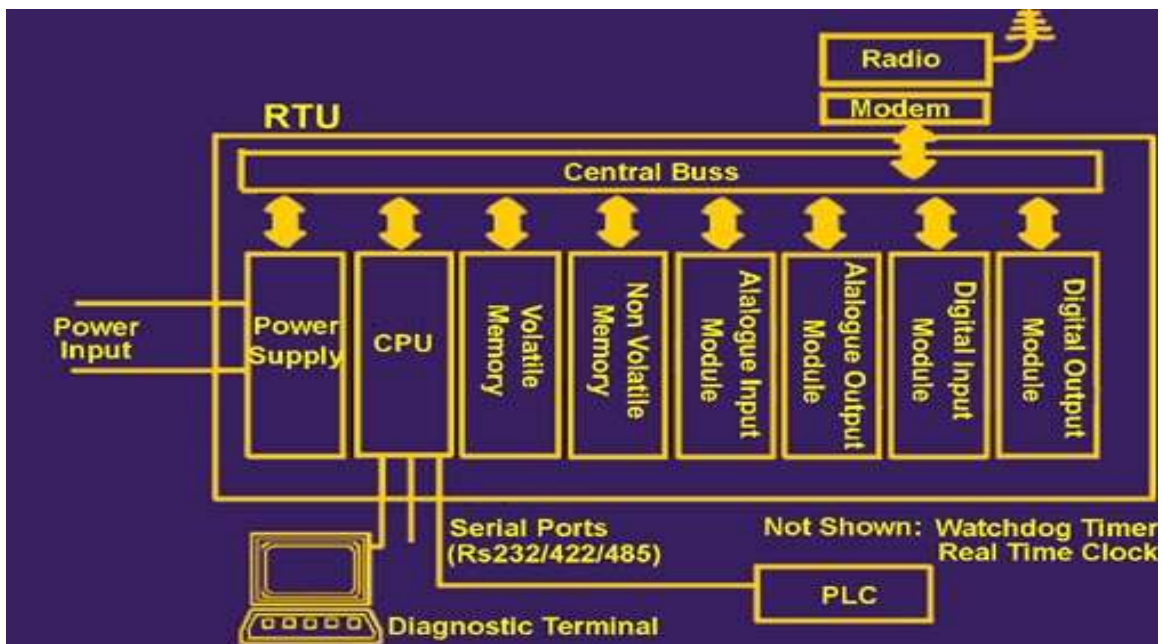 Radio
Modem
RTU
Central Buss
Power
Input
Power
Supply
CPU
Volatile
Memory
Non Volatile
Memory
Alalogue Input
Module
Alalogue Output
Module
Digital Input
Module
Digital Output
Module
Serial Ports
(Rs232/422/485)
Not Shown: Watchdog Timer
Real Time Clock
PLC
Diagnostic Terminal